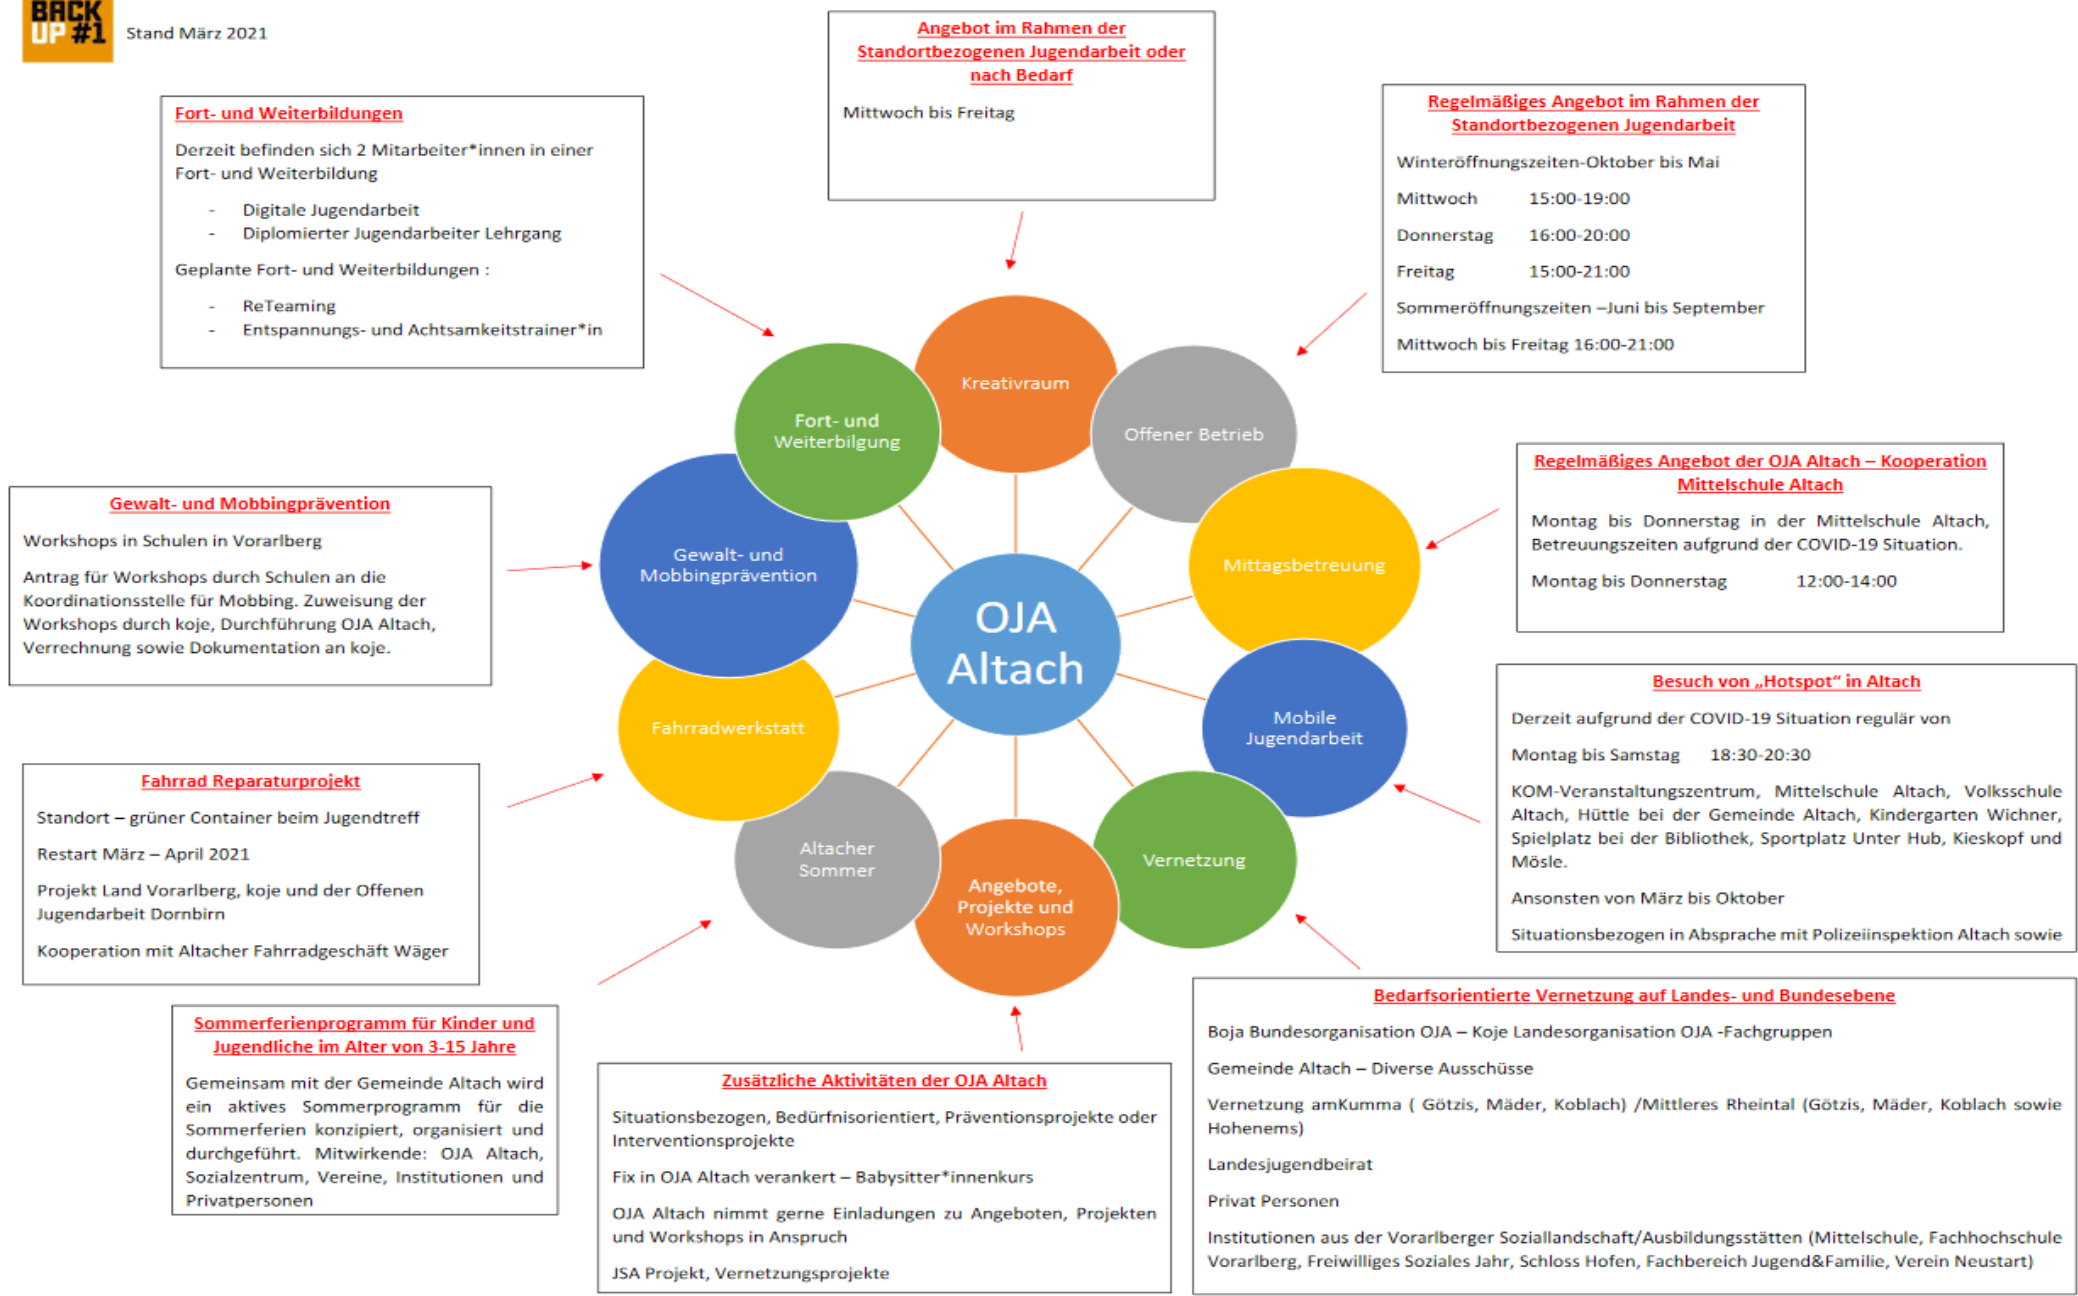 BACK
UP #1
Stand März 2021
Angebot im Rahmen der
Standortbezogenen Jugendarbeit oder
nach Bedarf
Mittwoch bis Freitag
Fort- und Weiterbildungen
Derzeit befinden sich 2 Mitarbeiter*innen in einer
Fort- und Weiterbildung
- Digitale Jugendarbeit
- Diplomierter Jugendarbeiter Lehrgang
Geplante Fort- und Weiterbildungen :
- ReTeaming
- Entspannungs- und Achtsamkeitstrainer*in
Regelmäßiges Angebot im Rahmen der
Standortbezogenen Jugendarbeit
Winteröffnungszeiten-Oktober bis Mai
Mittwoch 15:00-19:00
Donnerstag 16:00-20:00
Freitag 15:00-21:00
Sommeröffnungszeiten –Juni bis September
Mittwoch bis Freitag 16:00-21:00
Kreativraum
Fort- und
Weiterbilgung
Offener Betrieb
Gewalt- und
Mobbingprävention
Mittagsbetreuung
OJA
Altach
Fahrradwerkstatt
Mobile
Jugendarbeit
Altacher
Sommer
Angebote,
Projekte und
Workshops
Vernetzung
Gewalt- und Mobbingprävention
Workshops in Schulen in Vorarlberg
Antrag für Workshops durch Schulen an die
Koordinationsstelle für Mobbing. Zuweisung der
Workshops durch koje, Durchführung OJA Altach,
Verrechnung sowie Dokumentation an koje.
Regelmäßiges Angebot der OJA Altach – Kooperation
Mittelschule Altach
Montag bis Donnerstag in der Mittelschule Altach,
Betreuungszeiten aufgrund der COVID-19 Situation.
Montag bis Donnerstag 12:00-14:00
Besuch von „Hotspot“ in Altach
Derzeit aufgrund der COVID-19 Situation regulär von
Montag bis Samstag 18:30-20:30
KOM-Veranstaltungszentrum, Mittelschule Altach, Volksschule
Altach, Hüttle bei der Gemeinde Altach, Kindergarten Wichner,
Spielplatz bei der Bibliothek, Sportplatz Unter Hub, Kieskopf und
Mösle.
Ansonsten von März bis Oktober
Situationsbezogen in Absprache mit Polizeiinspektion Altach sowie
Fahrrad Reparaturprojekt
Standort – grüner Container beim Jugendtreff
Restart März – April 2021
Projekt Land Vorarlberg, koje und der Offenen
Jugendarbeit Dornbirn
Kooperation mit Altacher Fahrradgeschäft Wäger
Sommerferienprogramm für Kinder und
Jugendliche im Alter von 3-15 Jahre
Gemeinsam mit der Gemeinde Altach wird
ein aktives Sommerprogramm für die
Sommerferien konzipiert, organisiert und
durchgeführt. Mitwirkende: OJA Altach,
Sozialzentrum, Vereine, Institutionen und
Privatpersonen
Zusätzliche Aktivitäten der OJA Altach
Situationsbezogen, Bedürfnisorientiert, Präventionsprojekte oder
Interventionsprojekte
Fix in OJA Altach verankert – Babysitter*innenkurs
OJA Altach nimmt gerne Einladungen zu Angeboten, Projekten
und Workshops in Anspruch
JSA Projekt, Vernetzungsprojekte
Bedarfsorientierte Vernetzung auf Landes- und Bundesebene
Boja Bundesorganisation OJA – Koje Landesorganisation OJA -Fachgruppen
Gemeinde Altach – Diverse Ausschüsse
Vernetzung amKumma ( Götzis, Mäder, Koblach) /Mittleres Rheintal (Götzis, Mäder, Koblach sowie
Hohenems)
Landesjugendbeirat
Privat Personen
Institutionen aus der Vorarlberger Soziallandschaft/Ausbildungsstätten (Mittelschule, Fachhochschule
Vorarlberg, Freiwilliges Soziales Jahr, Schloss Hofen, Fachbereich Jugend&Familie, Verein Neustart)